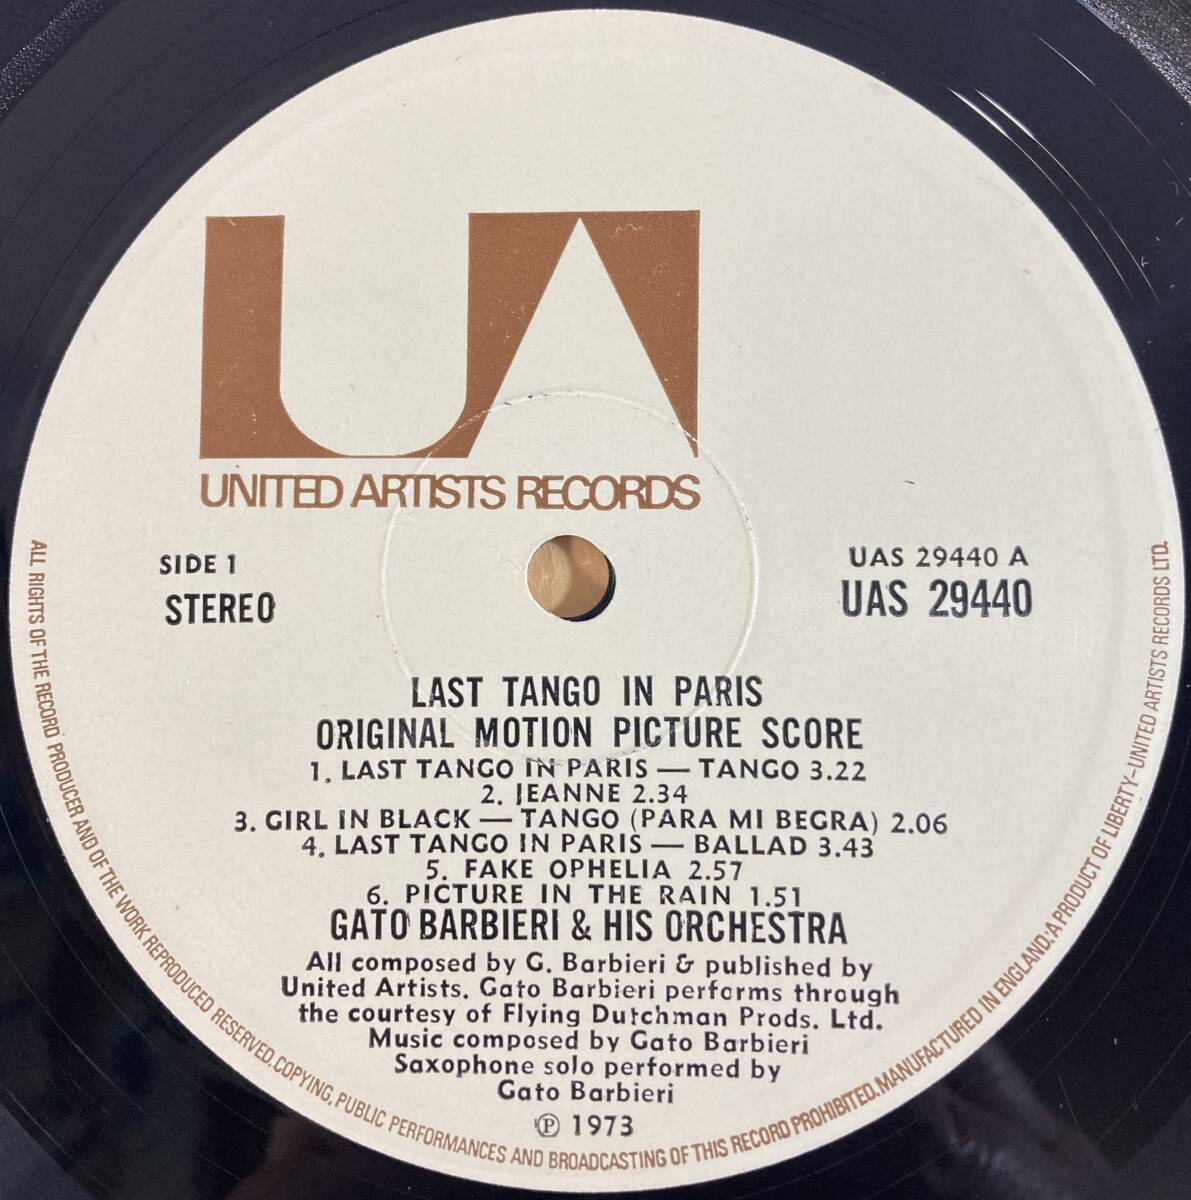 UA
UNITED ARTISTS RECORDS
SIDE 1
STEREO
UAS 29440 A
UAS 29440
LAST TANGO IN PARIS
ORIGINAL MOTION PICTURE SCORE
1. LAST TANGO IN PARIS — TANGO 3.22
2. JEANNE 2.34
3. GIRL IN BLACK — TANGO (PARA MI BEGRA) 2.06
4. LAST TANGO IN PARIS — BALLAD 3.43
5. FAKE OPHELIA 2.57
6. PICTURE IN THE RAIN 1.51
GATO BARBIERI & HIS ORCHESTRA
All composed by G. Barbieri & published by
United Artists. Gato Barbieri performs through
the courtesy of Flying Dutchman Prods. Ltd.
Music composed by Gato Barbieri
Saxophone solo performed by
Gato Barbieri
℗ 1973
ALL RIGHTS OF THE RECORD PRODUCER AND OF THE WORK REPRODUCED RESERVED. COPYING, PUBLIC PERFORMANCES AND BROADCASTING OF THIS RECORD PROHIBITED. MANUFACTURED IN ENGLAND: A PRODUCT OF LIBERTY-UNITED ARTISTS RECORDS LTD.